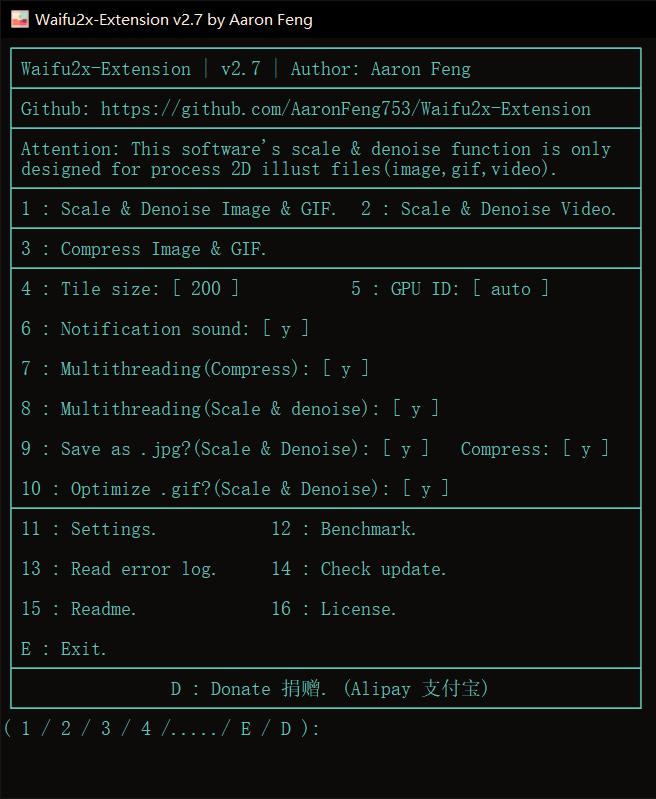 Waifu2x-Extension v2.7 by Aaron Feng
Waifu2x-Extension | v2.7 | Author: Aaron Feng
Github: https://github.com/AaronFeng753/Waifu2x-Extension
Attention: This software's scale & denoise function is only
designed for process 2D illust files(image,gif,video).
1 : Scale & Denoise Image & GIF.  2 : Scale & Denoise Video.
3 : Compress Image & GIF.
4 : Tile size: [ 200 ]           5 : GPU ID: [ auto ]
6 : Notification sound: [ y ]
7 : Multithreading(Compress): [ y ]
8 : Multithreading(Scale & denoise): [ y ]
9 : Save as .jpg?(Scale & Denoise): [ y ]   Compress: [ y ]
10 : Optimize .gif?(Scale & Denoise): [ y ]
11 : Settings.           12 : Benchmark.
13 : Read error log.     14 : Check update.
15 : Readme.             16 : License.
E : Exit.
D : Donate 捐赠. (Alipay 支付宝)
( 1 / 2 / 3 / 4 /...../ E / D ):